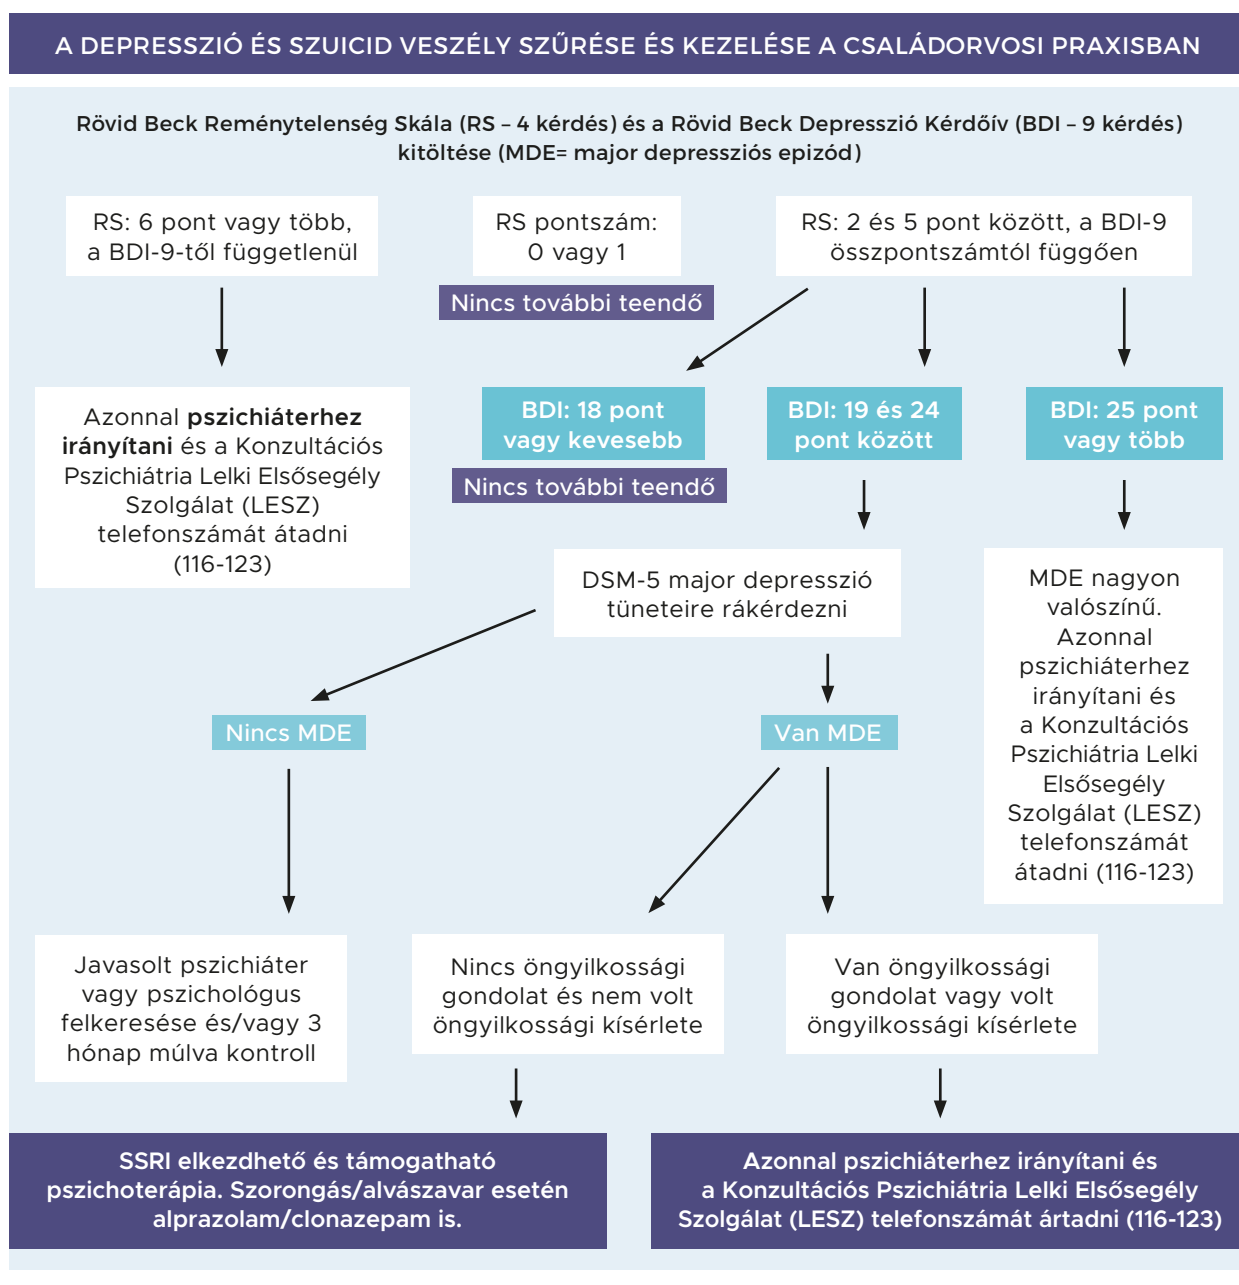 A DEPRESSZIÓ ÉS SZUICID VESZÉLY SZŰRÉSE ÉS KEZELÉSE A CSALÁDORVOSI PRAXISBAN
Rövid Beck Reménytelenség Skála (RS – 4 kérdés) és a Rövid Beck Depresszió Kérdőív (BDI – 9 kérdés)
kitöltése (MDE= major depressziós epizód)
RS: 6 pont vagy több,
a BDI-9-től függetlenül
RS pontszám:
0 vagy 1
Nincs további teendő
RS: 2 és 5 pont között, a BDI-9
összpontszámtól függően
Azonnal pszichiáterhez
irányítani és a Konzultációs
Pszichiátria Lelki Elsősegély
Szolgálat (LESZ)
telefonszámát átadni
(116-123)
BDI: 18 pont
vagy kevesebb
Nincs további teendő
BDI: 19 és 24
pont között
BDI: 25 pont
vagy több
DSM-5 major depresszió
tüneteire rákérdezni
MDE nagyon
valószínű.
Azonnal
pszichiáterhez
irányítani és
a Konzultációs
Pszichiátria Lelki
Elsősegély
Szolgálat (LESZ)
telefonszámát
átadni (116-123)
Nincs MDE
Van MDE
Javasolt pszichiáter
vagy pszichológus
felkeresése és/vagy 3
hónap múlva kontroll
Nincs öngyilkossági
gondolat és nem volt
öngyilkossági kísérlete
Van öngyilkossági
gondolat vagy volt
öngyilkossági kísérlete
SSRI elkezdhető és támogatható
pszichoterápia. Szorongás/alvászavar esetén
alprazolam/clonazepam is.
Azonnal pszichiáterhez irányítani és
a Konzultációs Pszichiátria Lelki Elsősegély
Szolgálat (LESZ) telefonszámát ártadni (116-123)